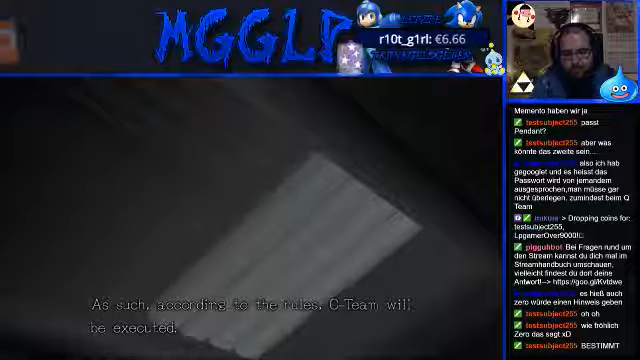 MGGLP
r10t_g1rl: €6.66
As such, according to the rules, C-Team will
be executed.
Memento haben wir ja
testsubject255 passt
Pendant?
testsubject255 aber was
könnte das zweite sein.....
also ich hab
gegooglet und es heisst das
Passwort wird von jemandem
ausgesprochen,man müsse gar
nicht überlegen, zumindest beim Q
Team
> Dropping coins for:
testsubject255,
LpgamerOver9000!
pigguhbot Bei Fragen rund um
den Stream kannst du dich mal im
Streamhandbuch umschauen,
vielleicht findest du dort deine
Antwort!--> https://goo.gl/Kvtdwe
es hieß auch
zero würde einen Hinweis geben
testsubject255 oh oh
testsubject255 wie fröhlich
Zero das sagt xD
testsubject255 BESTIMMT